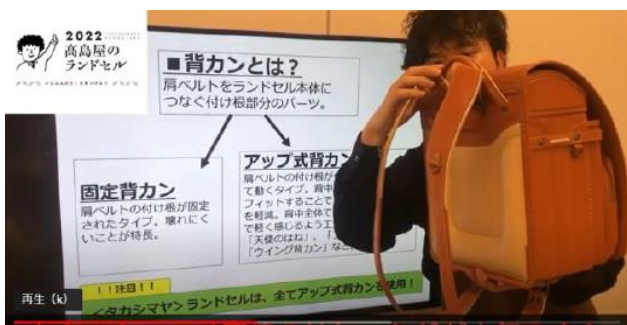 2022
髙島屋の
ランドセル
■背カンとは？
肩ベルトをランドセル本体に
つなぐ付け根部分のパーツ。
固定背カン
肩ベルトの付け根が固定
されたタイプ。壊れにく
いことが特長。
アップ式背カン
肩ベルトの付け根が
て動くタイプ。背中
フィットすることで
を軽減。背中全体で
で軽く感じるよう工
「天使のはね」、「
「ウイング背カン」な
！！注目！！
＜タカシマヤ＞ランドセルは、全てアップ式背カンを使用！
再生（k）